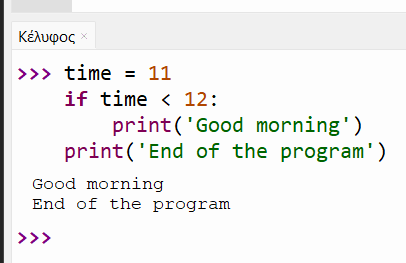 Κέλυφος ×
>>> time = 11
    if time < 12:
        print('Good morning')
    print('End of the program')
Good morning
End of the program
>>>